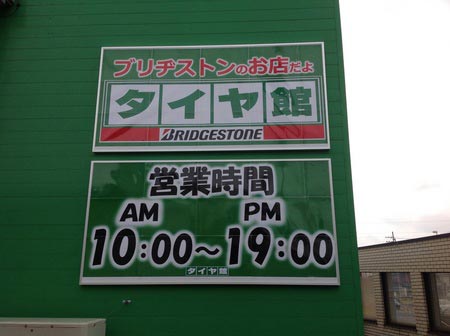 ブリヂストンのお店だよ
タイヤ館
BRIDGESTONE
営業時間
AM PM
10:00〜19:00
タイヤ館